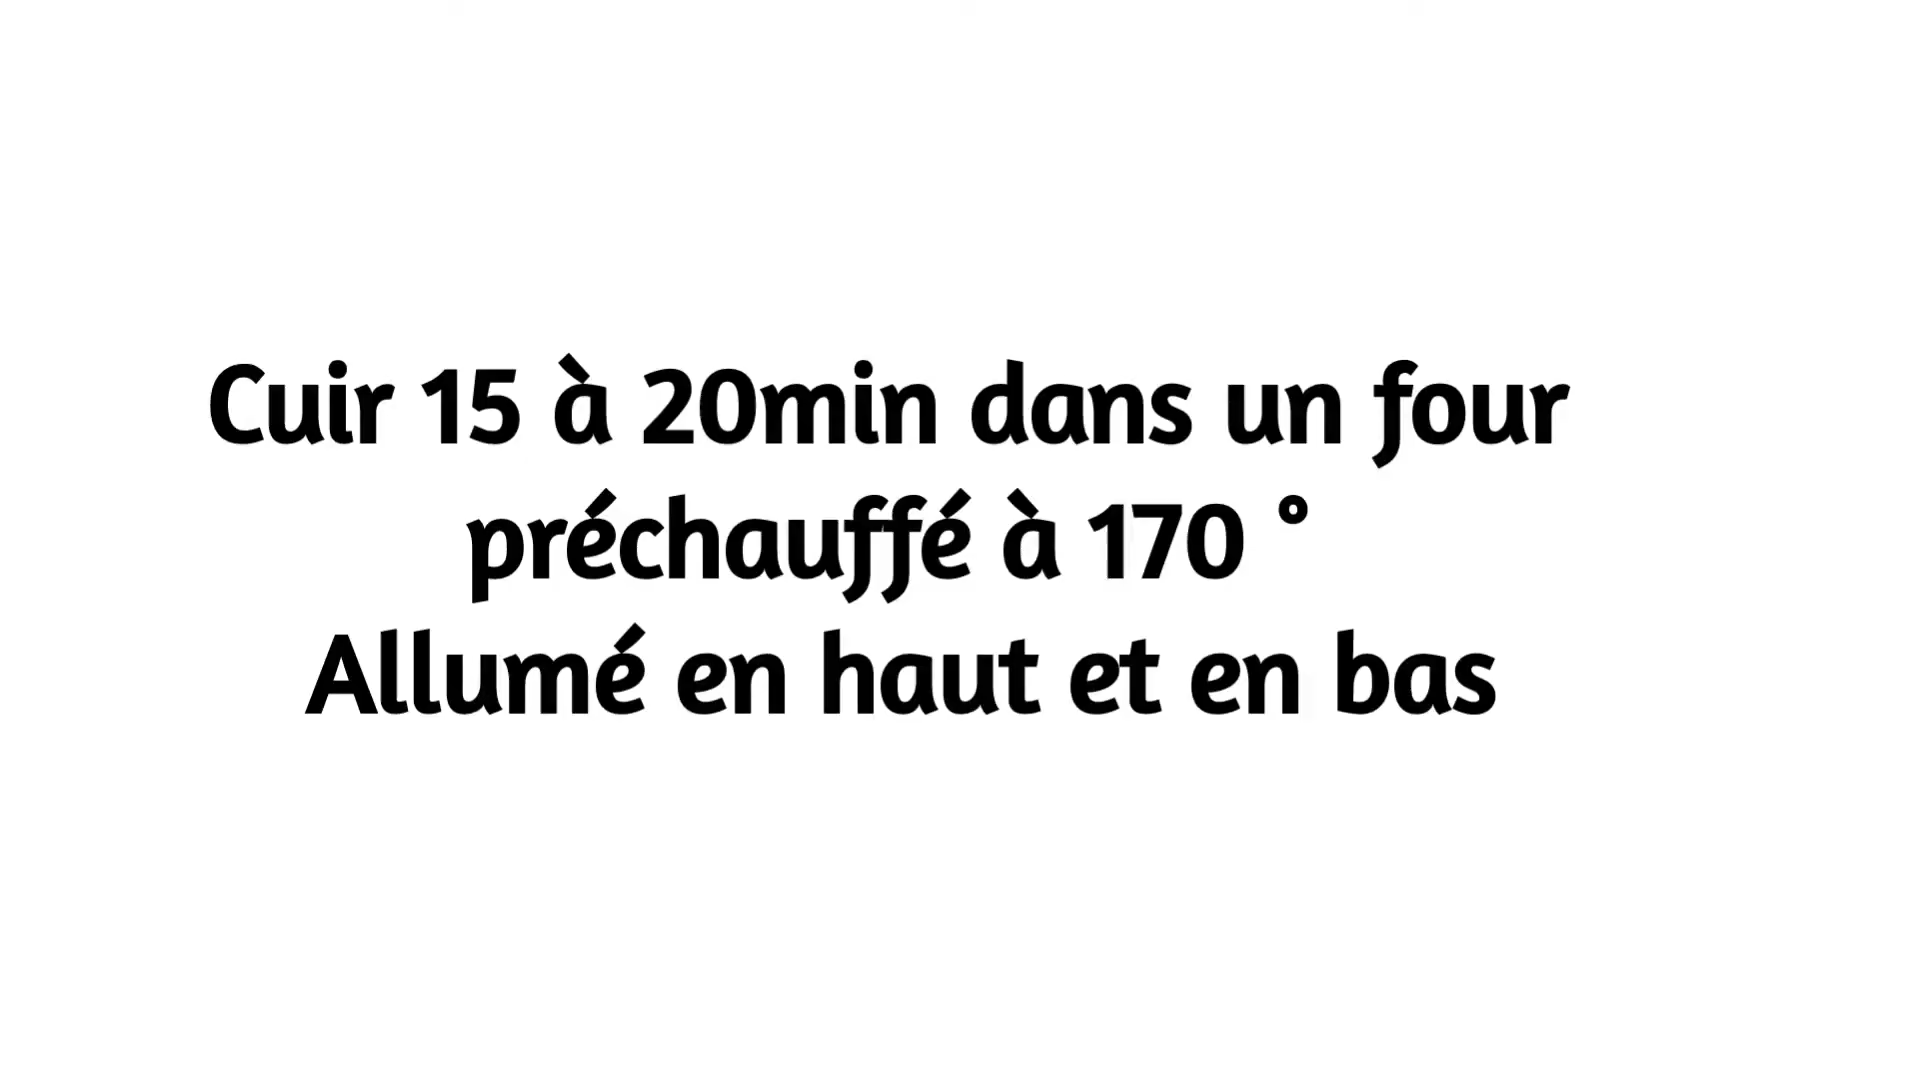 Cuir 15 à 20min dans un four
préchauffé à 170 °
Allumé en haut et en bas